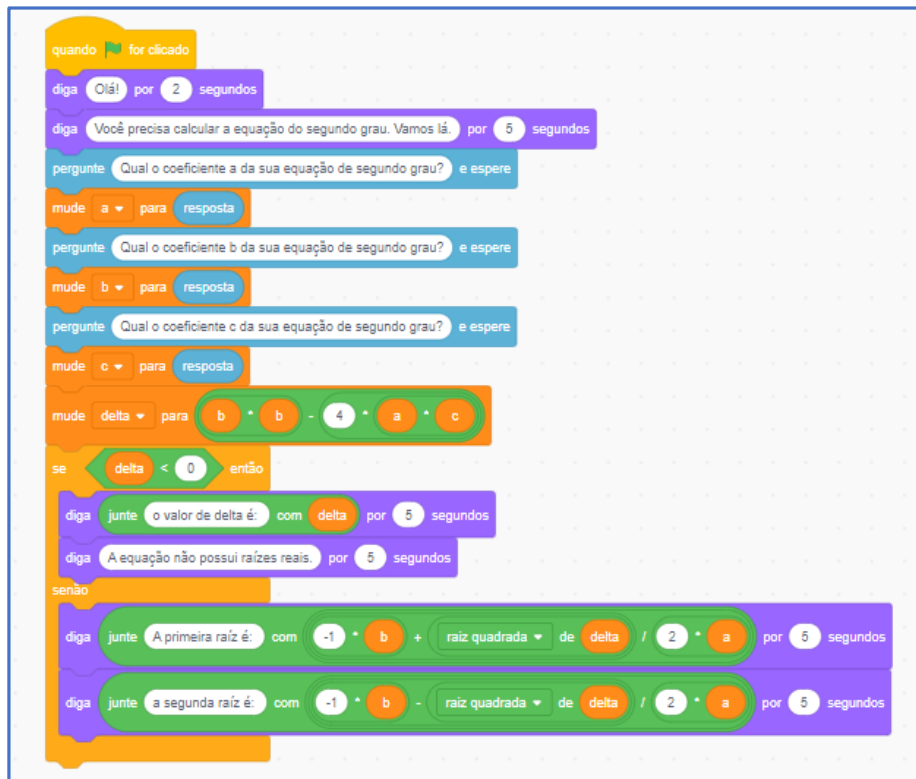 quando for clicado
diga Olá! por 2 segundos
diga Você precisa calcular a equação do segundo grau. Vamos lá. por 5 segundos
pergunte Qual o coeficiente a da sua equação de segundo grau? e espere
mude a para resposta
pergunte Qual o coeficiente b da sua equação de segundo grau? e espere
mude b para resposta
pergunte Qual o coeficiente c da sua equação de segundo grau? e espere
mude c para resposta
mude delta para b * b - 4 * a * c
se delta < 0 então
diga junte o valor de delta é: com delta por 5 segundos
diga A equação não possui raízes reais. por 5 segundos
senão
diga junte A primeira raíz é: com -1 * b + raiz quadrada de delta / 2 * a por 5 segundos
diga junte a segunda raíz é: com -1 * b - raiz quadrada de delta / 2 * a por 5 segundos